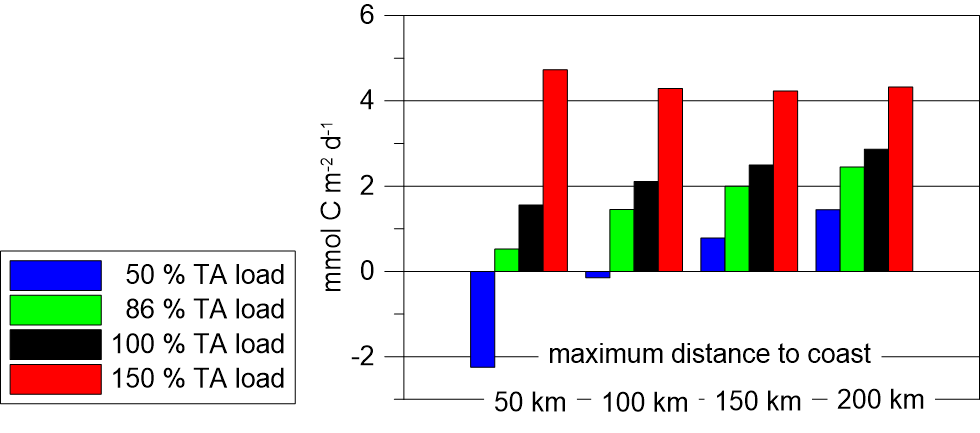 6
4
2
0
-2
mmol C m-2 d-1
50 % TA load
86 % TA load
100 % TA load
150 % TA load
maximum distance to coast
50 km
100 km
150 km
200 km